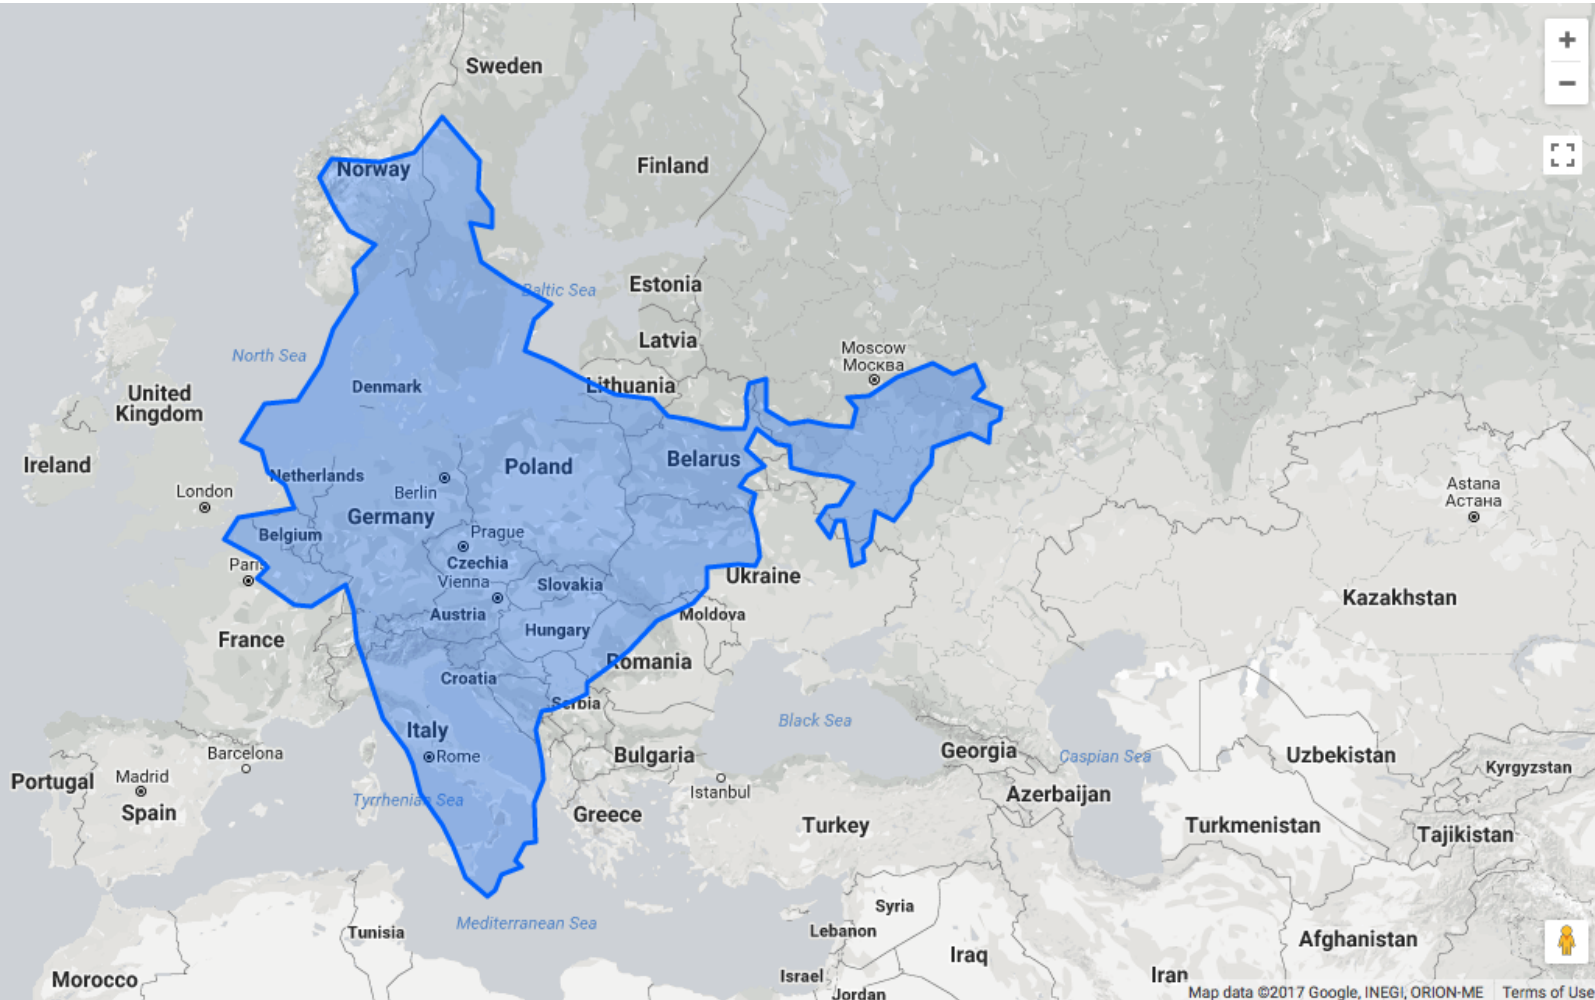 +
−
Sweden
Norway
Finland
Baltic Sea
Estonia
Latvia
North Sea
Moscow
Москва
Denmark
Lithuania
United
Kingdom
Ireland
Netherlands
Poland
Belarus
London
Berlin
Astana
Астана
Germany
Belgium
Prague
Paris
Czechia
Vienna
Slovakia
Ukraine
Kazakhstan
Austria
Moldova
France
Hungary
Romania
Croatia
Serbia
Black Sea
Italy
Barcelona
Rome
Bulgaria
Georgia
Caspian Sea
Uzbekistan
Kyrgyzstan
Portugal
Madrid
Spain
Istanbul
Azerbaijan
Tyrrhenian Sea
Greece
Turkey
Turkmenistan
Tajikistan
Syria
Mediterranean Sea
Tunisia
Lebanon
Afghanistan
Iraq
Morocco
Israel
Iran
Jordan
Map data ©2017 Google, INEGI, ORION-ME
Terms of Use